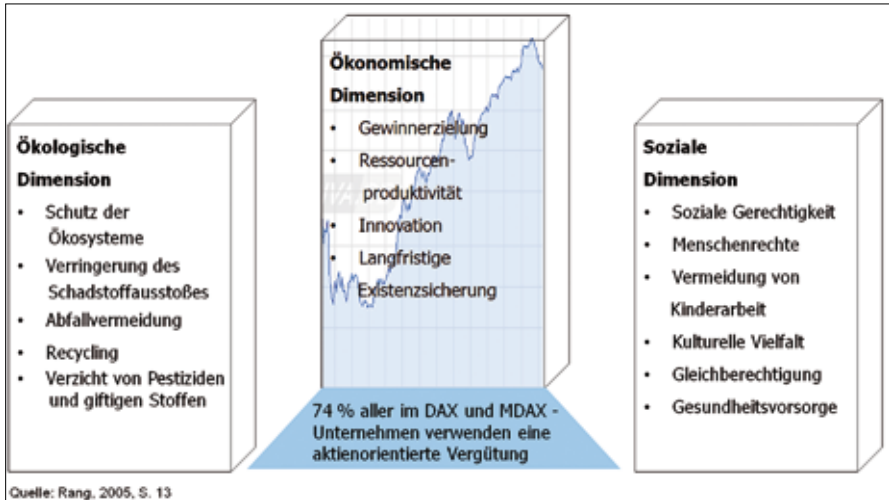 Ökologische
Dimension
• Schutz der
Ökosysteme
• Verringerung des
Schadstoffausstoßes
• Abfallvermeidung
• Recycling
• Verzicht von Pestiziden
und giftigen Stoffen
Ökonomische
Dimension
• Gewinnerzielung
• Ressourcen-
produktivität
• Innovation
• Langfristige
Existenzsicherung
74 % aller im DAX und MDAX -
Unternehmen verwenden eine
aktienorientierte Vergütung
Soziale
Dimension
• Soziale Gerechtigkeit
• Menschenrechte
• Vermeidung von
Kinderarbeit
• Kulturelle Vielfalt
• Gleichberechtigung
• Gesundheitsvorsorge
Quelle: Rang, 2005, S. 13